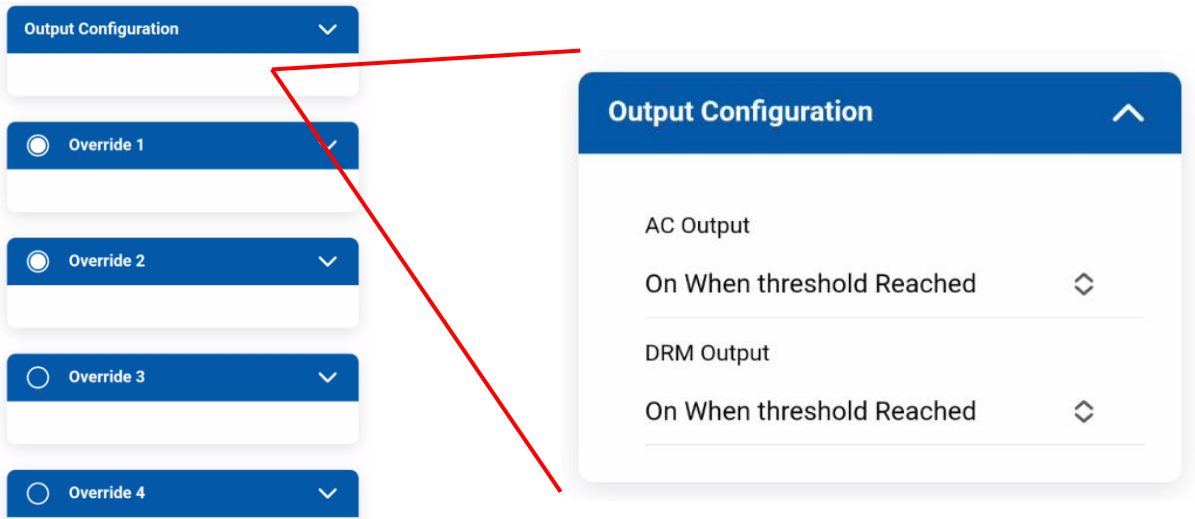 Output Configuration
Override 1
Override 2
Override 3
Override 4
Output Configuration
AC Output
On When threshold Reached
DRM Output
On When threshold Reached